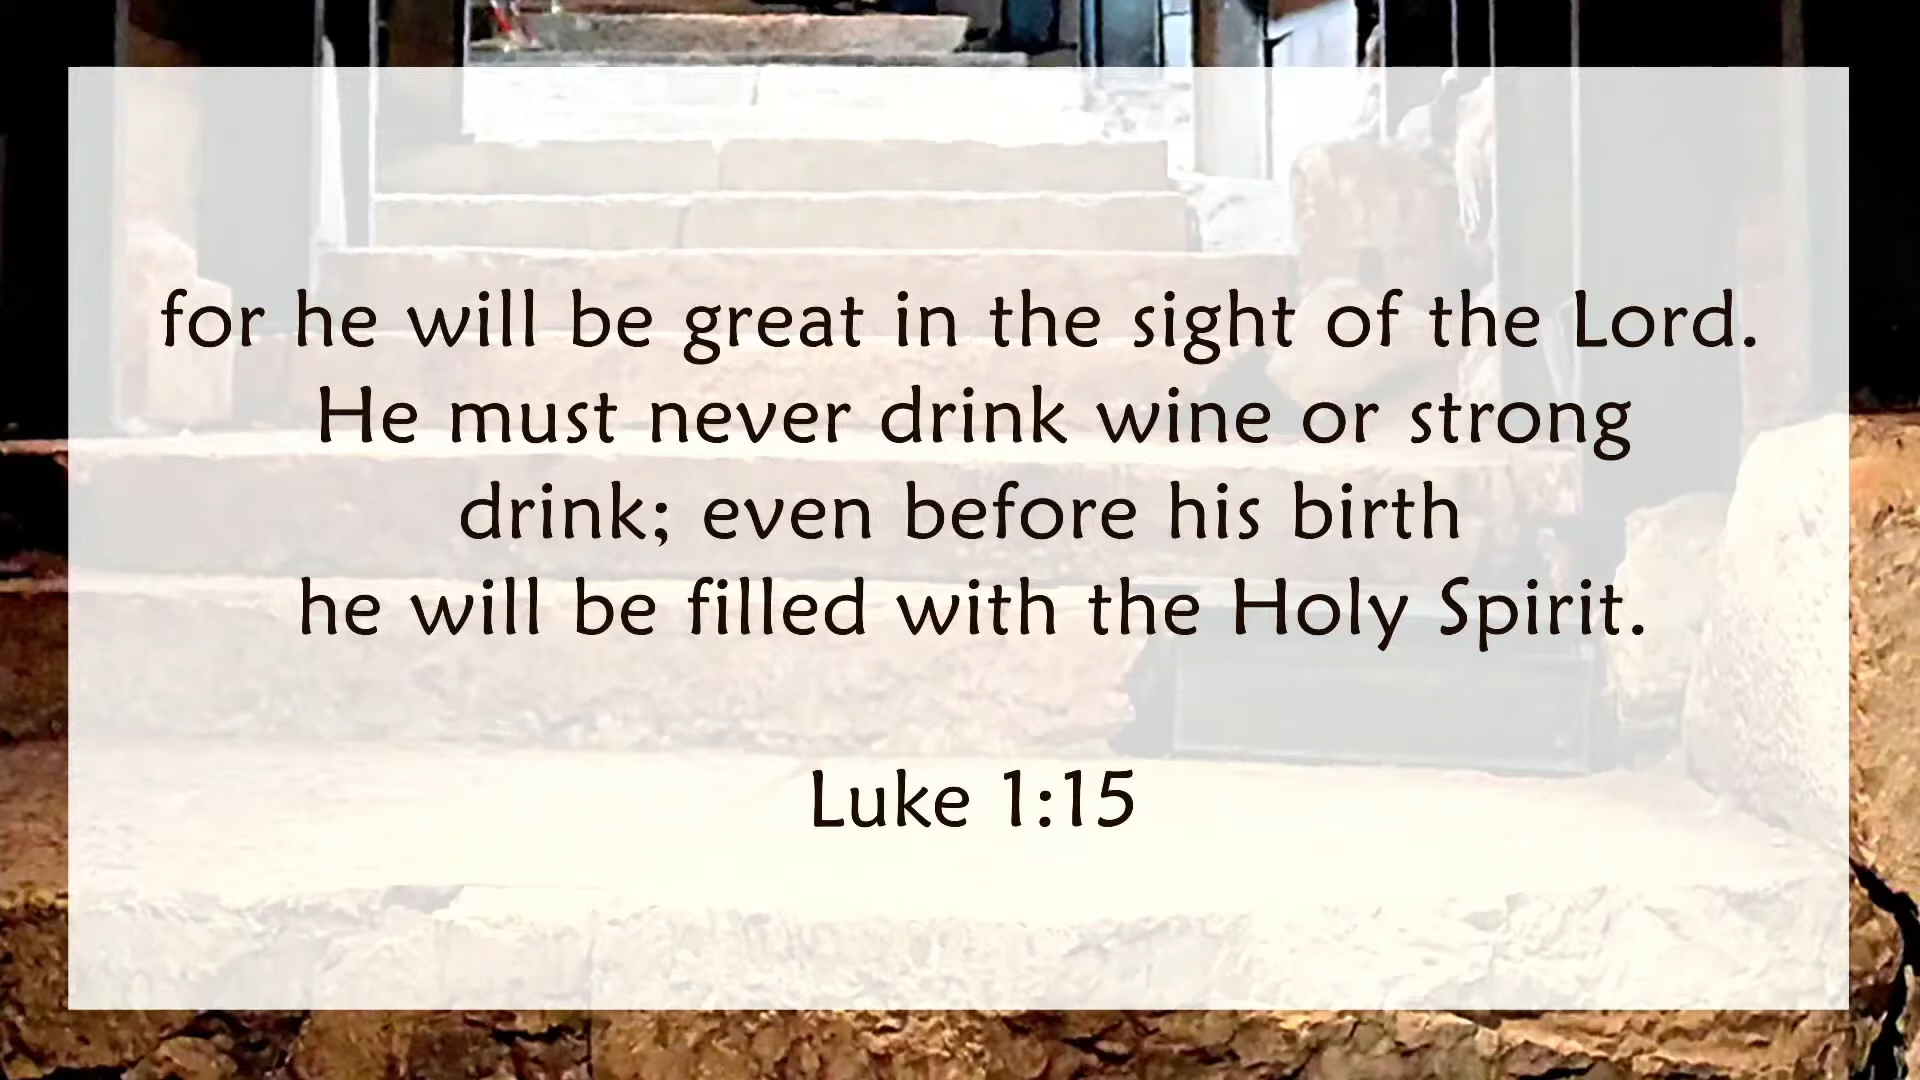 for he will be great in the sight of the Lord.
He must never drink wine or strong
drink; even before his birth
he will be filled with the Holy Spirit.
Luke 1:15